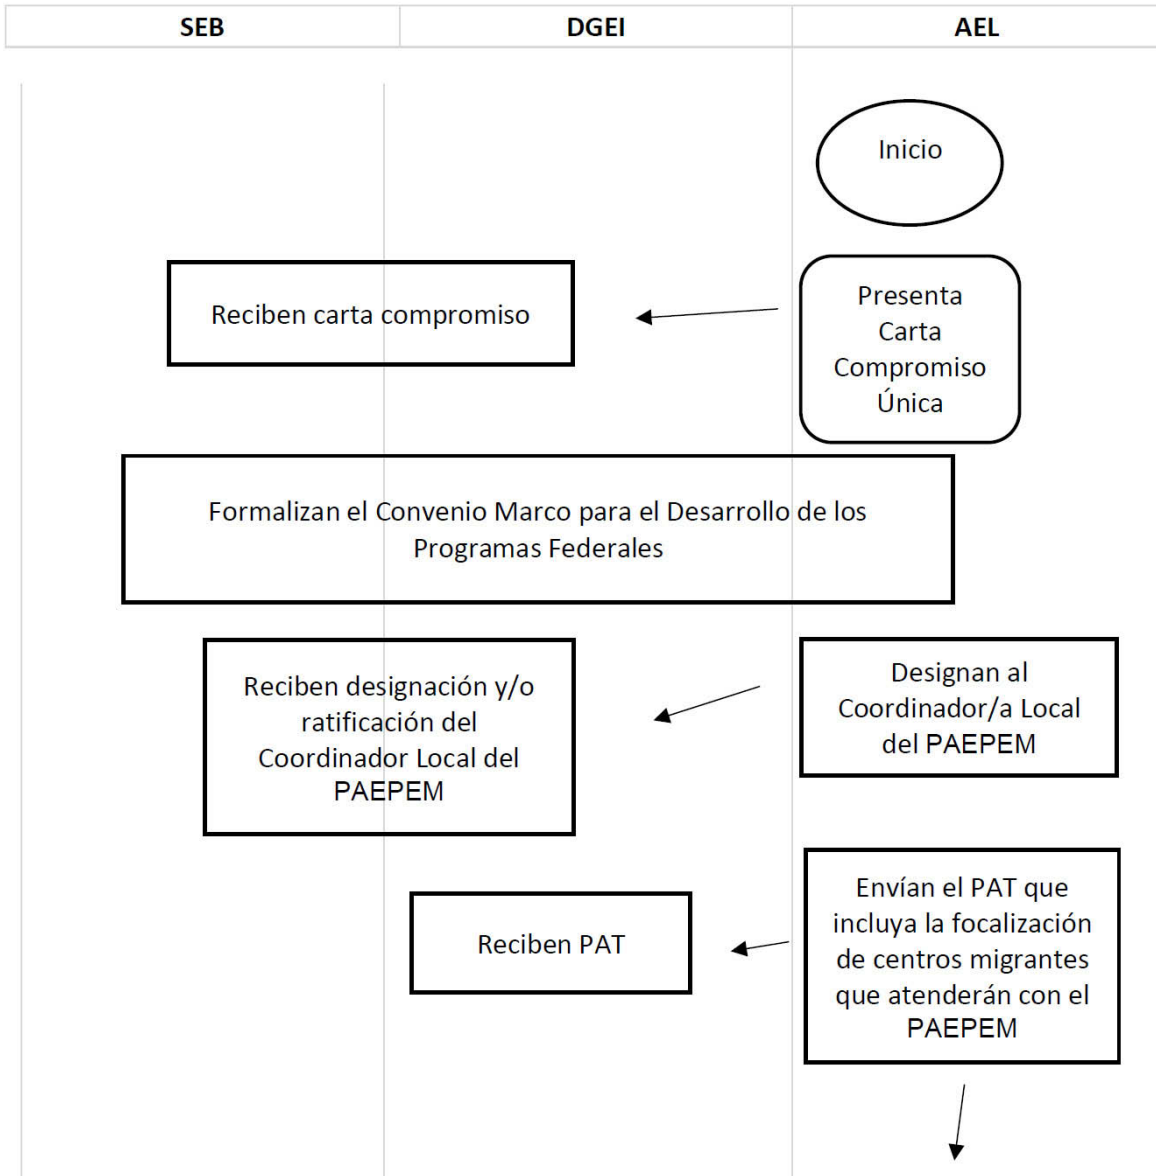 SEB
DGEI
AEL
Inicio
Reciben carta compromiso
Presenta
Carta
Compromiso
Única
Formalizan el Convenio Marco para el Desarrollo de los
Programas Federales
Reciben designación y/o
ratificación del
Coordinador Local del
PAEPEM
Designan al
Coordinador/a Local
del PAEPEM
Reciben PAT
Envían el PAT que
incluya la focalización
de centros migrantes
que atenderán con el
PAEPEM